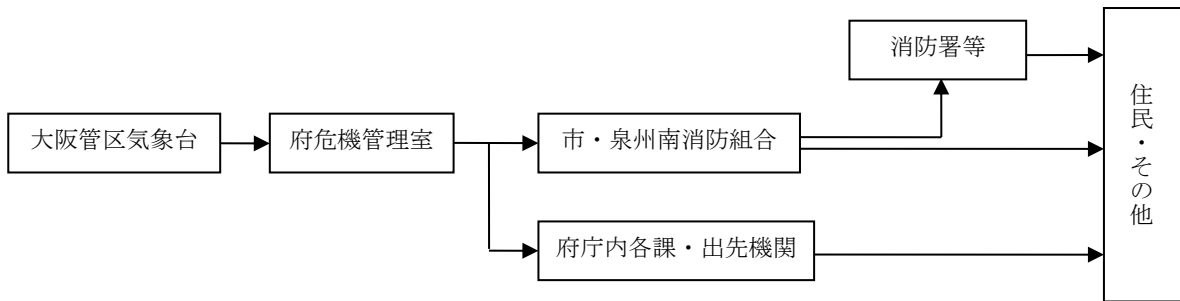 消防署等
大阪管区気象台
府危機管理室
市・泉州南消防組合
府庁内各課・出先機関
住民・その他